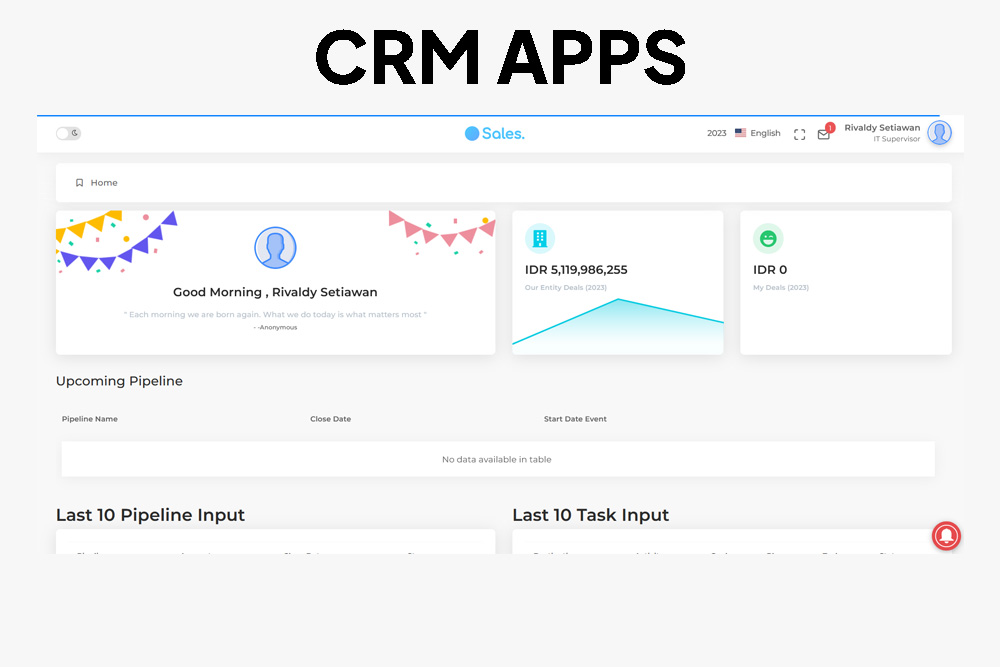 CRM APPS
Sales.
2023 English 1 Rivaldy Setiawan
IT Supervisor
Home
Good Morning , Rivaldy Setiawan
" Each morning we are born again. What we do today is what matters most "
- -Anonymous
IDR 5,119,986,255
Our Entity Deals (2023)
IDR 0
My Deals (2023)
Upcoming Pipeline
Pipeline Name Close Date Start Date Event
No data available in table
Last 10 Pipeline Input
Last 10 Task Input